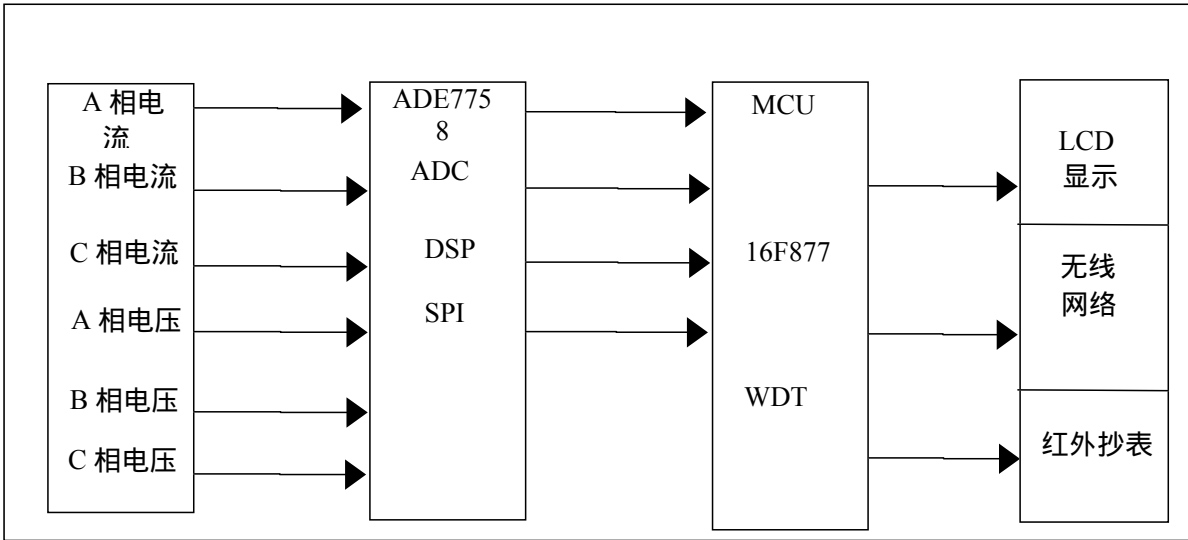 A 相电
流
B 相电流
C 相电流
A 相电压
B 相电压
C 相电压
ADE775
8
ADC
DSP
SPI
MCU
16F877
WDT
LCD
显示
无线
网络
红外抄表